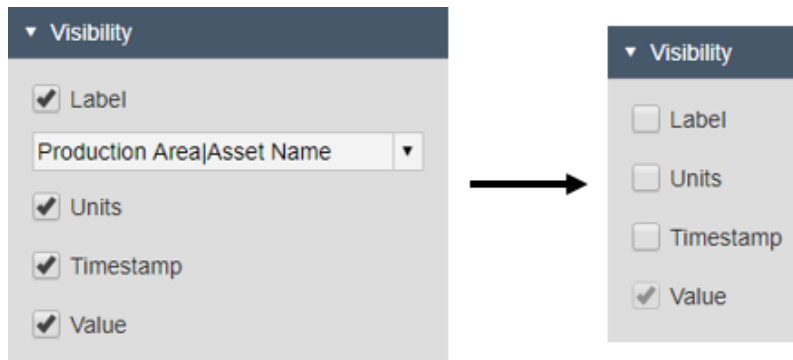 Visibility
Label
Production Area|Asset Name
Units
Timestamp
Value
Visibility
Label
Units
Timestamp
Value